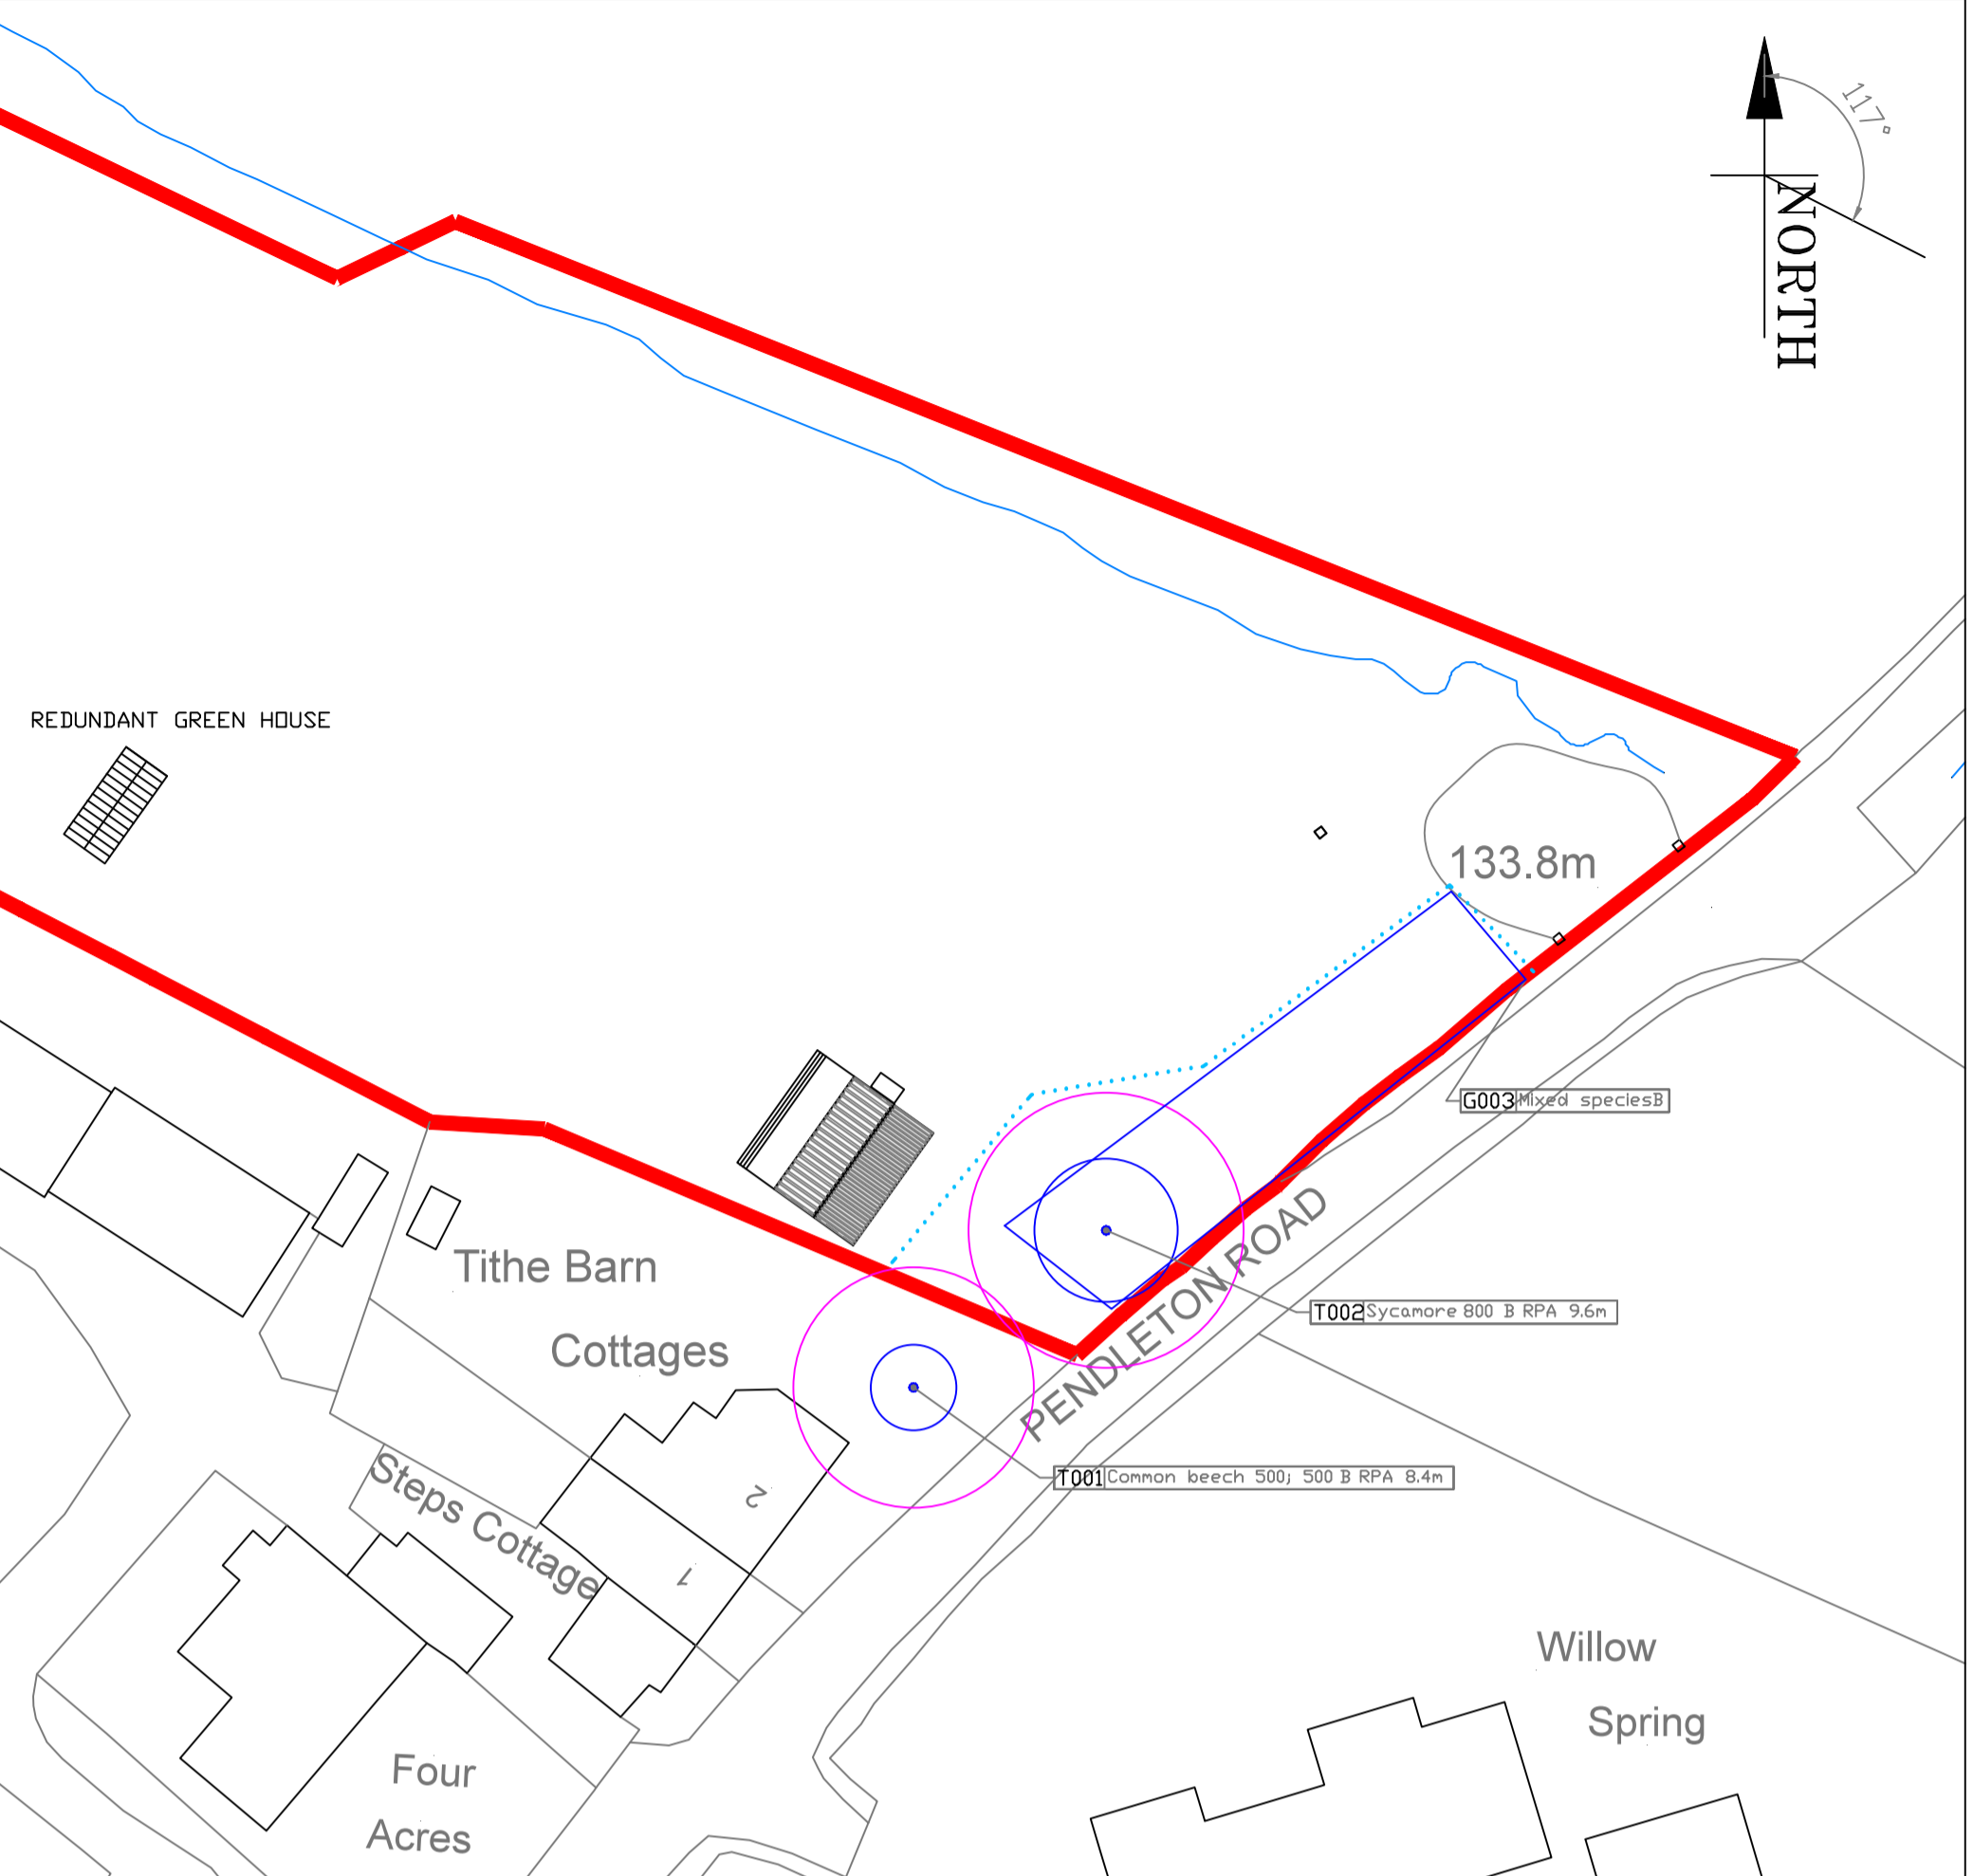 117°
NORTH
REDUNDANT GREEN HOUSE
133.8m
G003 Mixed speciesB
Tithe Barn
Cottages
PENDLETON ROAD
T002 Sycamore 800 B RPA 9.6m
T001 Common beech 500; 500 B RPA 8.4m
Steps Cottage
2
1
Willow
Spring
Four
Acres